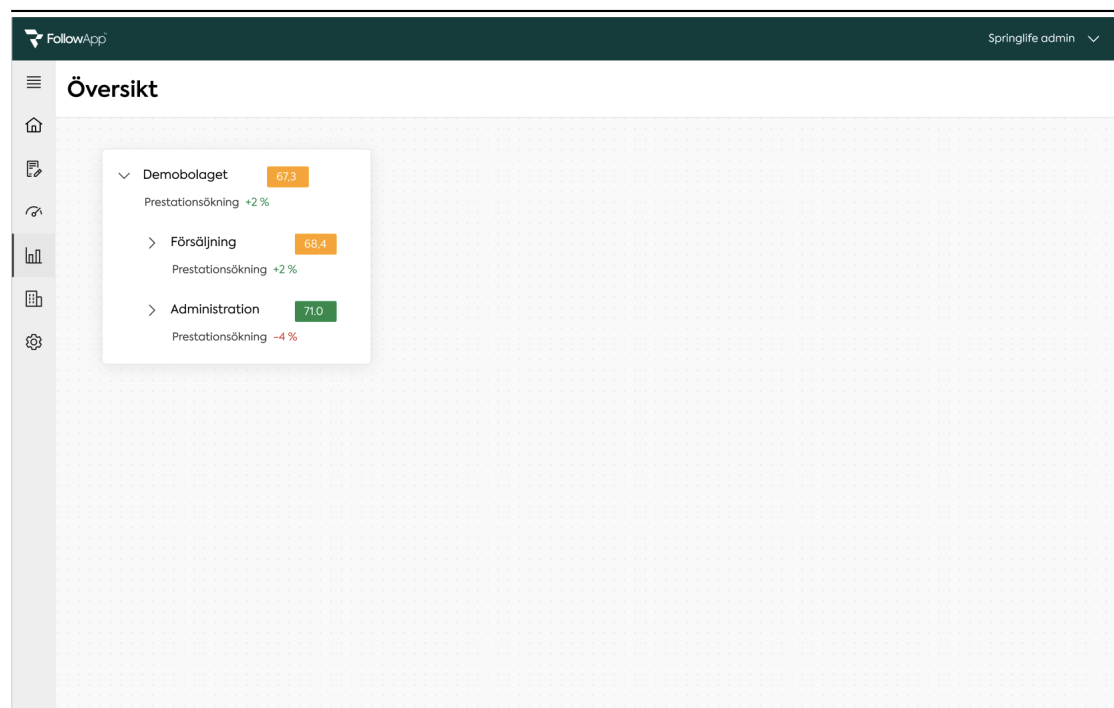 FollowApp
Springlife admin
Översikt
Demobolaget 67,3
Prestationsökning +2 %
Försäljning 68,4
Prestationsökning +2 %
Administration 71.0
Prestationsökning -4 %